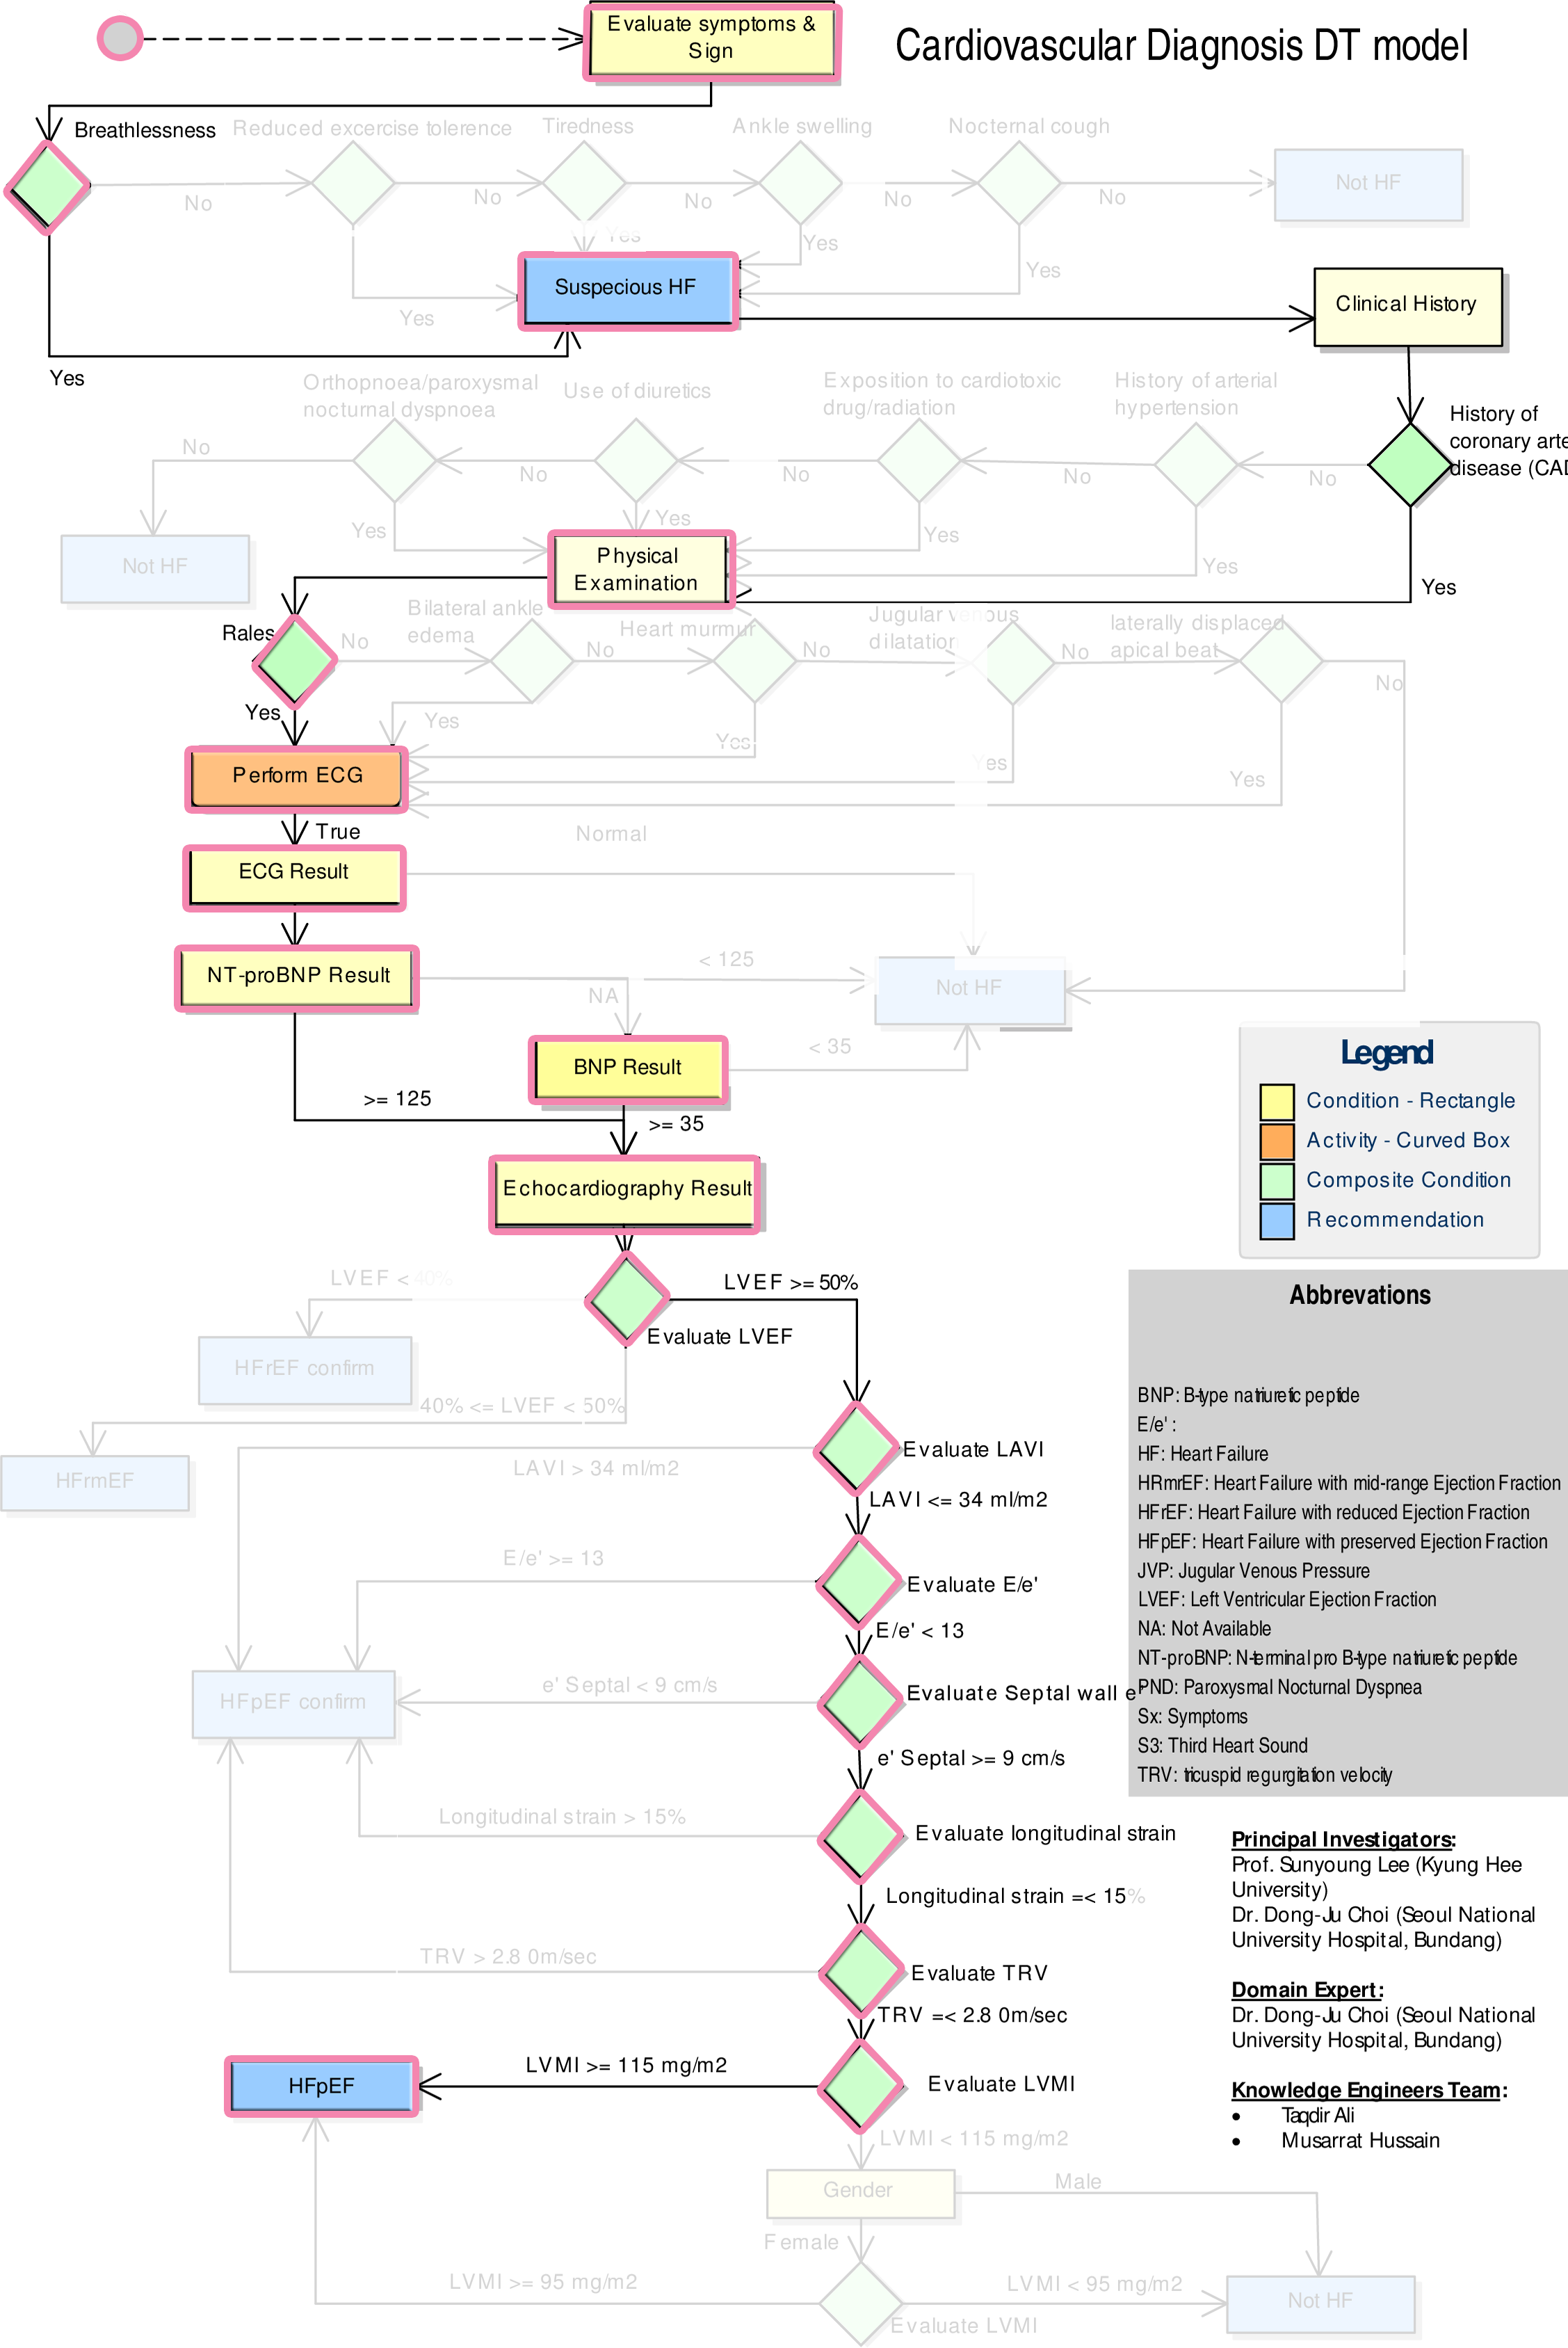 Evaluate symptoms &
Sign
Cardiovascular Diagnosis DT model
Breathlessness
Reduced excercise tolerence
Tiredness
Ankle swelling
Nocternal cough
No
No
No
No
No
Not HF
Yes
Yes
Yes
Yes
Suspecious HF
Clinical History
Yes
Orthopnoea/paroxysmal
nocturnal dyspnoea
Use of diuretics
Exposition to cardiotoxic
drug/radiation
History of arterial
hypertension
History of
coronary arte
disease (CAD
No
No
No
No
No
Yes
Yes
Yes
Yes
Yes
Not HF
Physical
Examination
Rales
Bilateral ankle
edema
Heart murmur
Jugular venous
dilatation
laterally displaced
apical beat
No
No
No
No
No
Yes
Yes
Yes
Yes
Yes
Perform ECG
True
Normal
ECG Result
NT-proBNP Result
< 125
NA
Not HF
BNP Result
< 35
>= 125
>= 35
Echocardiography Result
Legend
Condition - Rectangle
Activity - Curved Box
Composite Condition
Recommendation
LVEF < 40%
LVEF >= 50%
Evaluate LVEF
HFrEF confirm
40% <= LVEF < 50%
HFrmEF
Evaluate LAVI
LAVI > 34 ml/m2
LAVI <= 34 ml/m2
E/e' >= 13
Evaluate E/e'
E/e' < 13
HFpEF confirm
e' Septal < 9 cm/s
Evaluate Septal wall e'
e' Septal >= 9 cm/s
Longitudinal strain > 15%
Evaluate longitudinal strain
Longitudinal strain =< 15%
TRV > 2.8 0m/sec
Evaluate TRV
TRV =< 2.8 0m/sec
HFpEF
LVMI >= 115 mg/m2
Evaluate LVMI
LVMI < 115 mg/m2
Gender
Male
Female
LVMI >= 95 mg/m2
LVMI < 95 mg/m2
Evaluate LVMI
Not HF
Abbrevations
BNP: B-type natriuretic peptide
E/e' :
HF: Heart Failure
HRmrEF: Heart Failure with mid-range Ejection Fraction
HFrEF: Heart Failure with reduced Ejection Fraction
HFpEF: Heart Failure with preserved Ejection Fraction
JVP: Jugular Venous Pressure
LVEF: Left Ventricular Ejection Fraction
NA: Not Available
NT-proBNP: N-terminal pro B-type natriuretic peptide
PND: Paroxysmal Nocturnal Dyspnea
Sx: Symptoms
S3: Third Heart Sound
TRV: tricuspid regurgitation velocity
Principal Investigators:
Prof. Sunyoung Lee (Kyung Hee
University)
Dr. Dong-Ju Choi (Seoul National
University Hospital, Bundang)
Domain Expert:
Dr. Dong-Ju Choi (Seoul National
University Hospital, Bundang)
Knowledge Engineers Team:
• Taqdir Ali
• Musarrat Hussain